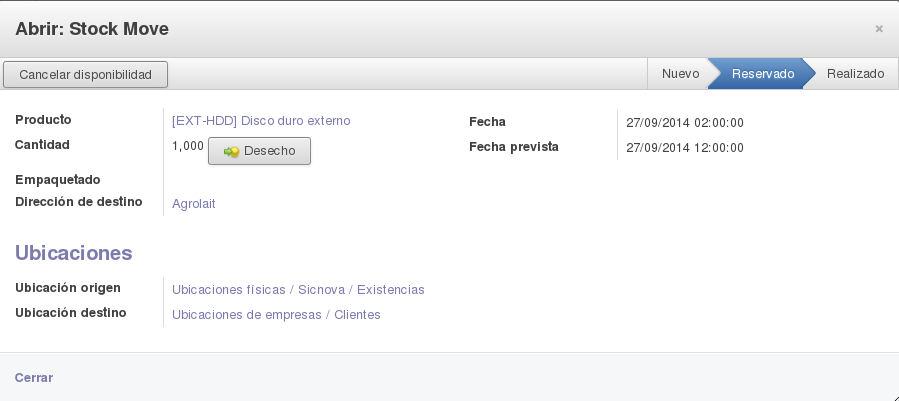 Abrir: Stock Move
×
Cancelar disponibilidad
Nuevo
Reservado
Realizado
Producto
[EXT-HDD] Disco duro externo
Fecha
27/09/2014 02:00:00
Cantidad
1,000
Desecho
Fecha prevista
27/09/2014 12:00:00
Empaquetado
Dirección de destino
Agrolait
Ubicaciones
Ubicación origen
Ubicaciones físicas / Sicnova / Existencias
Ubicación destino
Ubicaciones de empresas / Clientes
Cerrar